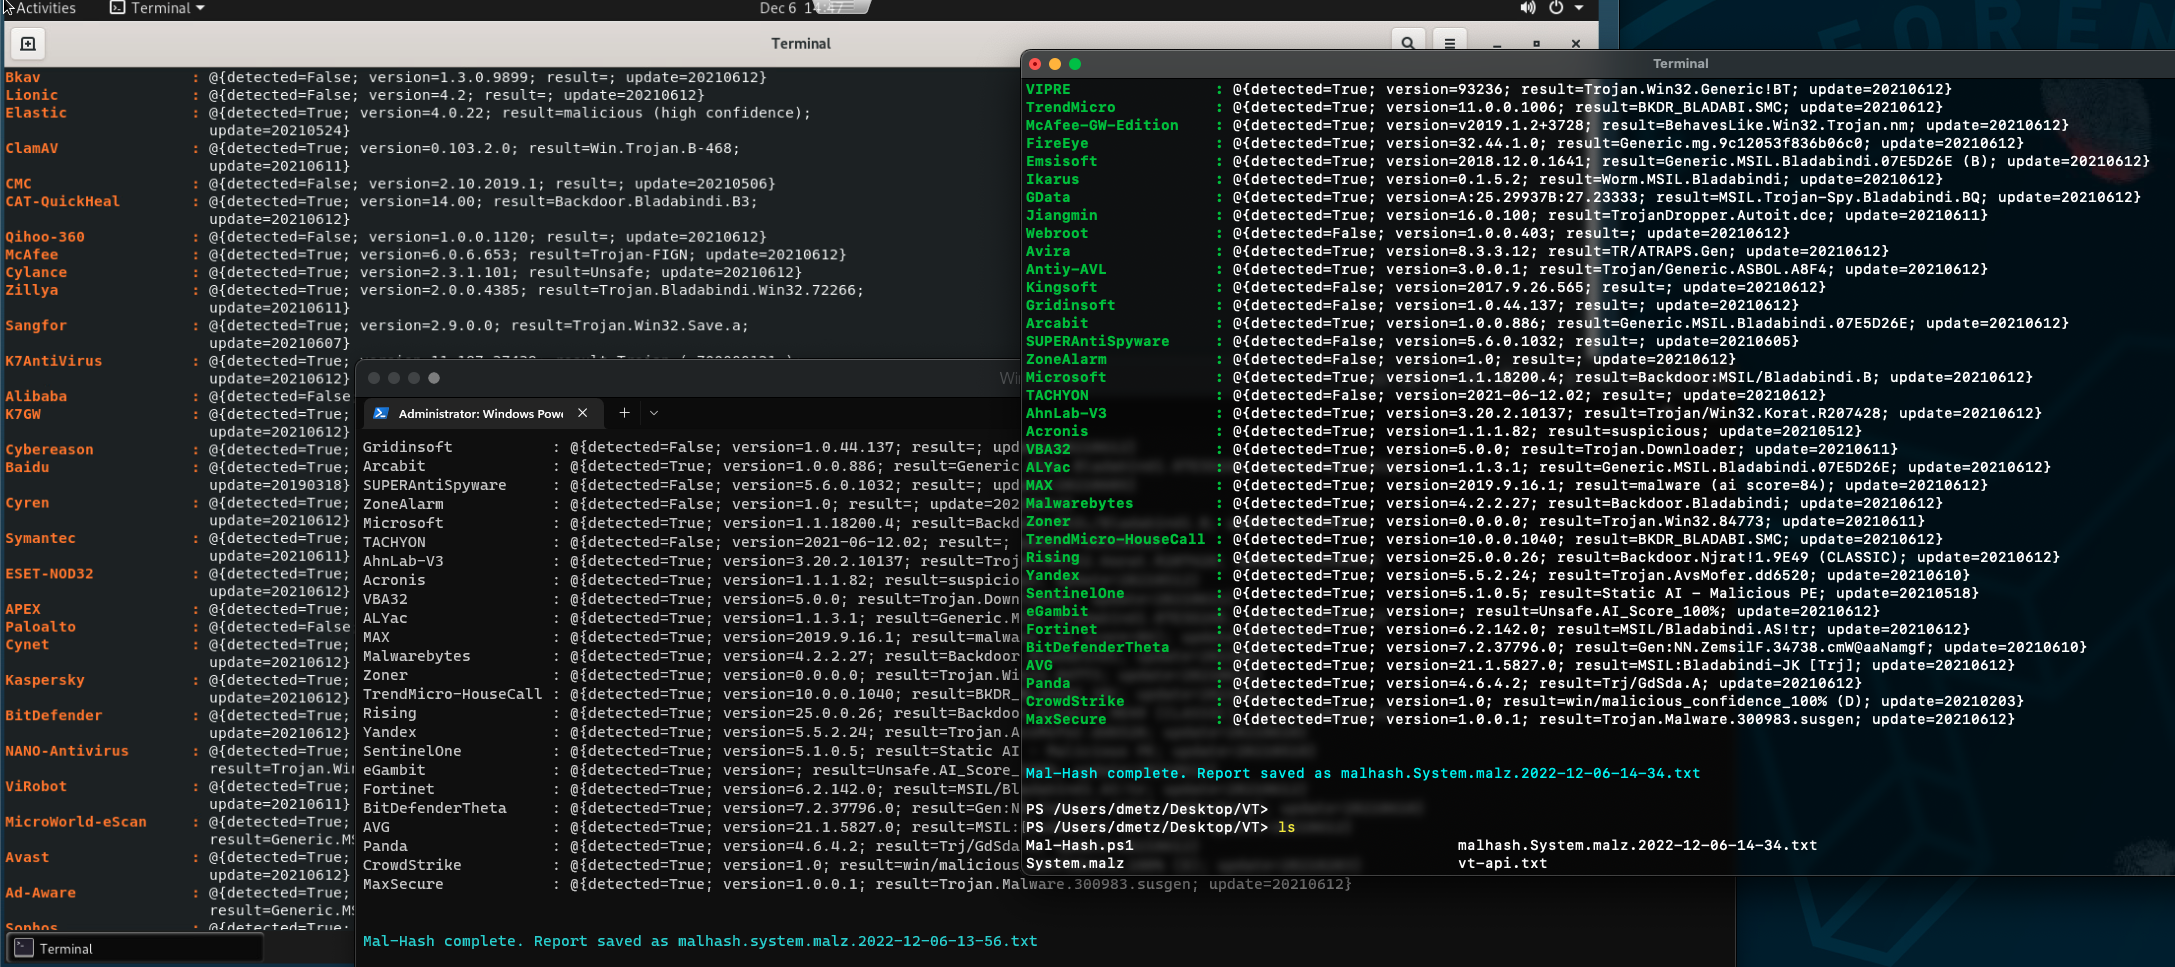 Activities
Terminal
Dec 6 14:47
Terminal
Bkav : @{detected=False; version=1.3.0.9899; result=; update=20210612}
Lionic : @{detected=False; version=4.2; result=; update=20210612}
Elastic : @{detected=True; version=4.0.22; result=malicious (high confidence);
update=20210524}
ClamAV : @{detected=True; version=0.103.2.0; result=Win.Trojan.B-468;
update=20210611}
CMC : @{detected=False; version=2.10.2019.1; result=; update=20210506}
CAT-QuickHeal : @{detected=True; version=14.00; result=Backdoor.Bladabindi.B3;
update=20210612}
Qihoo-360 : @{detected=False; version=1.0.0.1120; result=; update=20210612}
McAfee : @{detected=True; version=6.0.6.653; result=Trojan-FIGN; update=20210612}
Cylance : @{detected=True; version=2.3.1.101; result=Unsafe; update=20210612}
Zillya : @{detected=True; version=2.0.0.4385; result=Trojan.Bladabindi.Win32.72266;
update=20210611}
Sangfor : @{detected=True; version=2.9.0.0; result=Trojan.Win32.Save.a;
update=20210607}
K7AntiVirus : @{detected=True;
update=20210612}
Alibaba : @{detected=False;
K7GW : @{detected=True;
update=20210612}
Cybereason : @{detected=True;
Baidu : @{detected=True;
update=20190318}
Cyren : @{detected=True;
update=20210612}
Symantec : @{detected=True;
update=20210611}
ESET-NOD32 : @{detected=True;
update=20210612}
APEX : @{detected=True;
Paloalto : @{detected=False
Cynet : @{detected=True;
update=20210612}
Kaspersky : @{detected=True;
update=20210612}
BitDefender : @{detected=True;
update=20210612}
NANO-Antivirus : @{detected=True;
result=Trojan.Win
ViRobot : @{detected=True;
update=20210611}
MicroWorld-eScan : @{detected=True;
result=Generic.MS
Avast : @{detected=True;
update=20210612}
Ad-Aware : @{detected=True;
result=Generic.MS
Sophos : @{detected=True;
Terminal
Administrator: Windows Powe
Gridinsoft : @{detected=False; version=1.0.44.137; result=; upd
Arcabit : @{detected=True; version=1.0.0.886; result=Generic
SUPERAntiSpyware : @{detected=False; version=5.6.0.1032; result=; upd
ZoneAlarm : @{detected=False; version=1.0; result=; update=202
Microsoft : @{detected=True; version=1.1.18200.4; result=Backd
TACHYON : @{detected=False; version=2021-06-12.02; result=;
AhnLab-V3 : @{detected=True; version=3.20.2.10137; result=Troj
Acronis : @{detected=True; version=1.1.1.82; result=suspicio
VBA32 : @{detected=True; version=5.0.0; result=Trojan.Down
ALYac : @{detected=True; version=1.1.3.1; result=Generic.M
MAX : @{detected=True; version=2019.9.16.1; result=malwa
Malwarebytes : @{detected=True; version=4.2.2.27; result=Backdoor
Zoner : @{detected=True; version=0.0.0.0; result=Trojan.Wi
TrendMicro-HouseCall : @{detected=True; version=10.0.0.1040; result=BKDR_
Rising : @{detected=True; version=25.0.0.26; result=Backdoo
Yandex : @{detected=True; version=5.5.2.24; result=Trojan.A
SentinelOne : @{detected=True; version=5.1.0.5; result=Static AI
eGambit : @{detected=True; version=; result=Unsafe.AI_Score_
Fortinet : @{detected=True; version=6.2.142.0; result=MSIL/Bl
BitDefenderTheta : @{detected=True; version=7.2.37796.0; result=Gen:N
AVG : @{detected=True; version=21.1.5827.0; result=MSIL:
Panda : @{detected=True; version=4.6.4.2; result=Trj/GdSda
CrowdStrike : @{detected=True; version=1.0; result=win/malicious
MaxSecure : @{detected=True; version=1.0.0.1; result=Trojan.Malware.300983.susgen; update=20210612}
Mal-Hash complete. Report saved as malhash.system.malz.2022-12-06-13-56.txt
Terminal
VIPRE : @{detected=True; version=93236; result=Trojan.Win32.Generic!BT; update=20210612}
TrendMicro : @{detected=True; version=11.0.0.1006; result=BKDR_BLADABI.SMC; update=20210612}
McAfee-GW-Edition : @{detected=True; version=v2019.1.2+3728; result=BehavesLike.Win32.Trojan.nm; update=20210612}
FireEye : @{detected=True; version=32.44.1.0; result=Generic.mg.9c12053f836b06c0; update=20210612}
Emsisoft : @{detected=True; version=2018.12.0.1641; result=Generic.MSIL.Bladabindi.07E5D26E (B); update=20210612}
Ikarus : @{detected=True; version=0.1.5.2; result=Worm.MSIL.Bladabindi; update=20210612}
GData : @{detected=True; version=A:25.29937B:27.23333; result=MSIL.Trojan-Spy.Bladabindi.BQ; update=20210612}
Jiangmin : @{detected=True; version=16.0.100; result=TrojanDropper.Autoit.dce; update=20210611}
Webroot : @{detected=False; version=1.0.0.403; result=; update=20210612}
Avira : @{detected=True; version=8.3.3.12; result=TR/ATRAPS.Gen; update=20210612}
Antiy-AVL : @{detected=True; version=3.0.0.1; result=Trojan/Generic.ASBOL.A8F4; update=20210612}
Kingsoft : @{detected=False; version=2017.9.26.565; result=; update=20210612}
Gridinsoft : @{detected=False; version=1.0.44.137; result=; update=20210612}
Arcabit : @{detected=True; version=1.0.0.886; result=Generic.MSIL.Bladabindi.07E5D26E; update=20210612}
SUPERAntiSpyware : @{detected=False; version=5.6.0.1032; result=; update=20210605}
ZoneAlarm : @{detected=False; version=1.0; result=; update=20210612}
Microsoft : @{detected=True; version=1.1.18200.4; result=Backdoor:MSIL/Bladabindi.B; update=20210612}
TACHYON : @{detected=False; version=2021-06-12.02; result=; update=20210612}
AhnLab-V3 : @{detected=True; version=3.20.2.10137; result=Trojan/Win32.Korat.R207428; update=20210612}
Acronis : @{detected=True; version=1.1.1.82; result=suspicious; update=20210512}
VBA32 : @{detected=True; version=5.0.0; result=Trojan.Downloader; update=20210611}
ALYac : @{detected=True; version=1.1.3.1; result=Generic.MSIL.Bladabindi.07E5D26E; update=20210612}
MAX : @{detected=True; version=2019.9.16.1; result=malware (ai score=84); update=20210612}
Malwarebytes : @{detected=True; version=4.2.2.27; result=Backdoor.Bladabindi; update=20210612}
Zoner : @{detected=True; version=0.0.0.0; result=Trojan.Win32.84773; update=20210611}
TrendMicro-HouseCall : @{detected=True; version=10.0.0.1040; result=BKDR_BLADABI.SMC; update=20210612}
Rising : @{detected=True; version=25.0.0.26; result=Backdoor.Njrat!1.9E49 (CLASSIC); update=20210612}
Yandex : @{detected=True; version=5.5.2.24; result=Trojan.AvsMofer.dd6520; update=20210610}
SentinelOne : @{detected=True; version=5.1.0.5; result=Static AI - Malicious PE; update=20210518}
eGambit : @{detected=True; version=; result=Unsafe.AI_Score_100%; update=20210612}
Fortinet : @{detected=True; version=6.2.142.0; result=MSIL/Bladabindi.AS!tr; update=20210612}
BitDefenderTheta : @{detected=True; version=7.2.37796.0; result=Gen:NN.ZemsilF.34738.cmW@aaNamgf; update=20210610}
AVG : @{detected=True; version=21.1.5827.0; result=MSIL:Bladabindi-JK [Trj]; update=20210612}
Panda : @{detected=True; version=4.6.4.2; result=Trj/GdSda.A; update=20210612}
CrowdStrike : @{detected=True; version=1.0; result=win/malicious_confidence_100% (D); update=20210203}
MaxSecure : @{detected=True; version=1.0.0.1; result=Trojan.Malware.300983.susgen; update=20210612}
Mal-Hash complete. Report saved as malhash.System.malz.2022-12-06-14-34.txt
PS /Users/dmetz/Desktop/VT>
PS /Users/dmetz/Desktop/VT> ls
Mal-Hash.ps1 malhash.System.malz.2022-12-06-14-34.txt
System.malz vt-api.txt